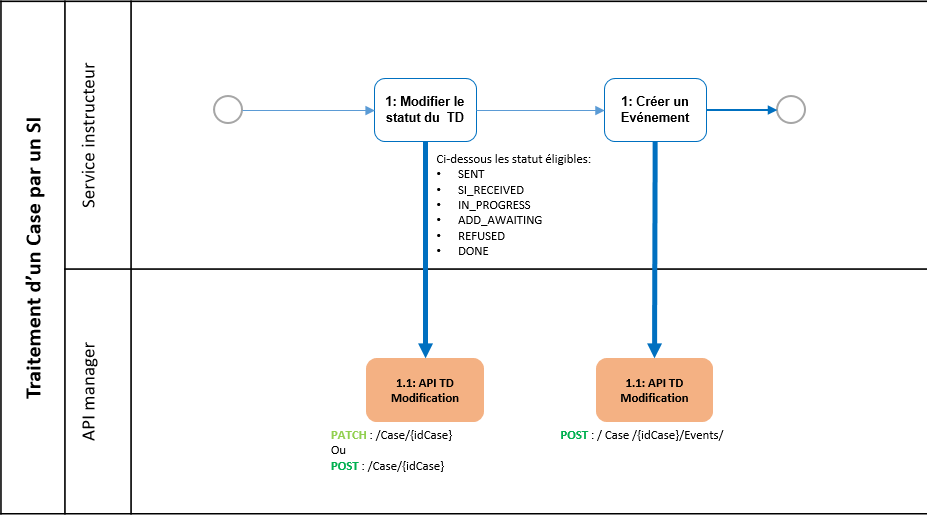 Traitement d'un Case par un SI
Service instructeur
1: Modifier le
statut du TD
1: Créer un
Evénement
Ci-dessous les statut éligibles:
• SENT
• SI_RECEIVED
• IN_PROGRESS
• ADD_AWAITING
• REFUSED
• DONE
API manager
1.1: API TD
Modification
1.1: API TD
Modification
PATCH : /Case/{idCase}
Ou
POST : /Case/{idCase}
POST : / Case /{idCase}/Events/